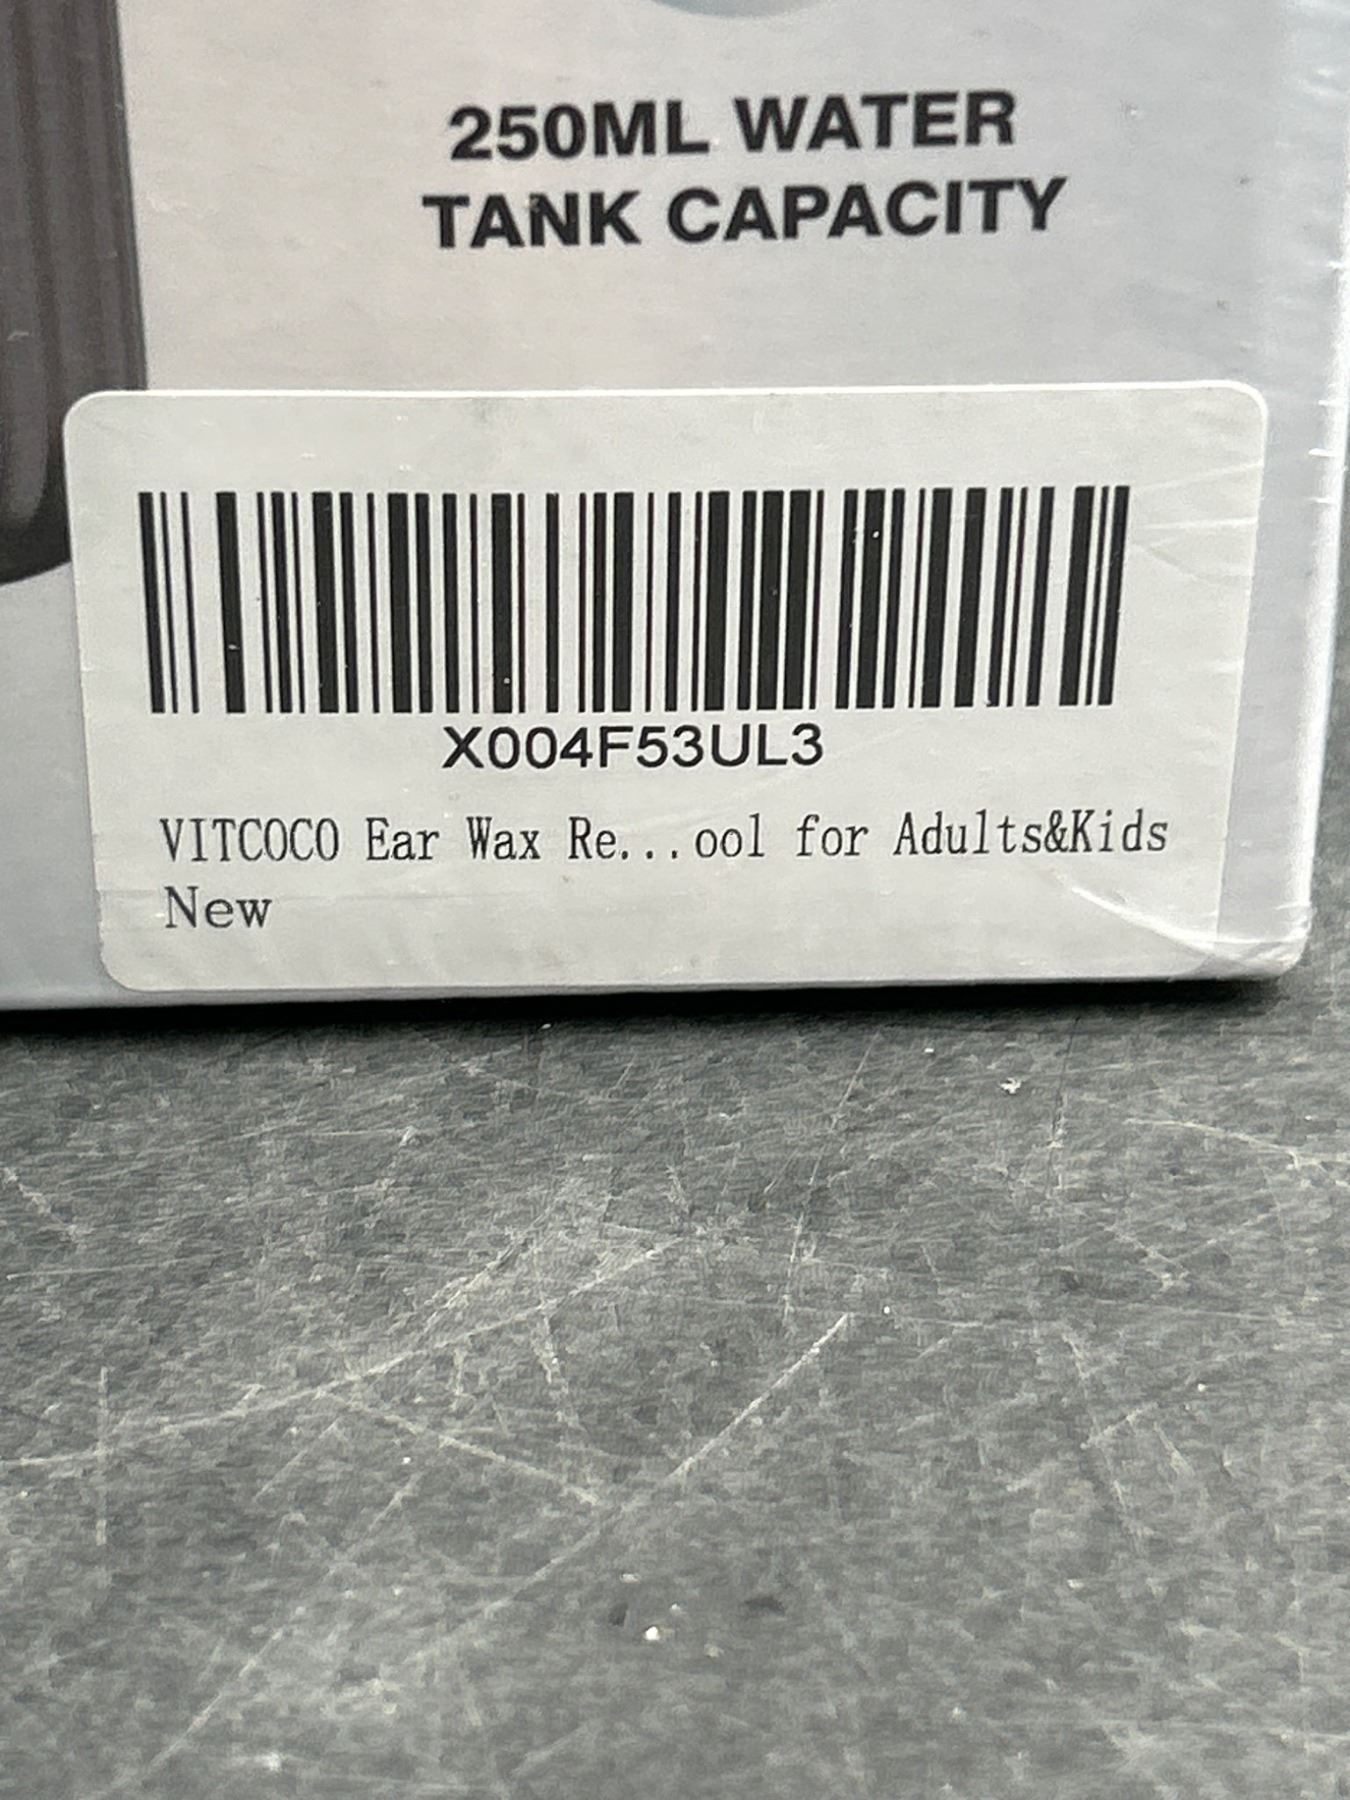 250ML WATER
TANK CAPACITY
X004F53UL3
VITCOCO Ear Wax Re...ool for Adults&Kids
New